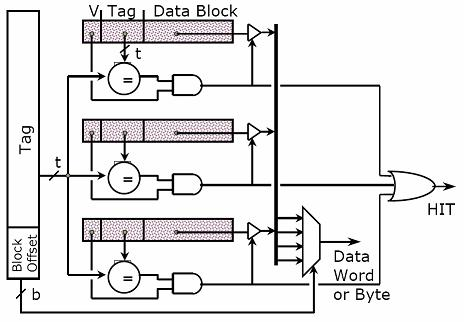 V Tag Data Block
t
=
Tag
t
=
HIT
Block
Offset
=
Data
Word
or Byte
b